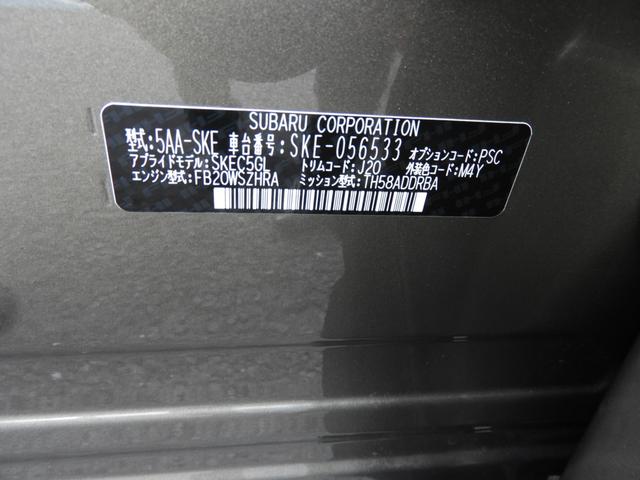 SUBARU CORPORATION
型式:5AA-SKE 車台番号:SKE-056533 オプションコード:PSC
アプライドモデル:SKEC5GL トリムコード:J20 外装色コード:M4Y
エンジン型式:FB20WSZHRA ミッション型式:TH58ADDRBA